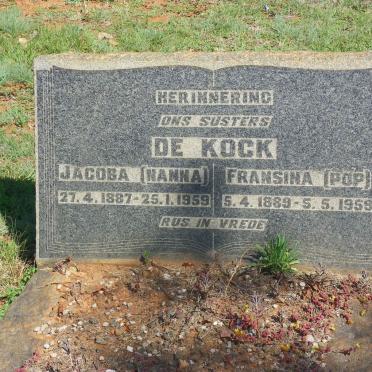 HERINNERING
ONS SUSTERS
DE KOCK
JACOBA (HANNA) FRANSINA (POP)
27.4.1887-25.1.1959 5.4.1889-5.5.1959
RUS IN VREDE